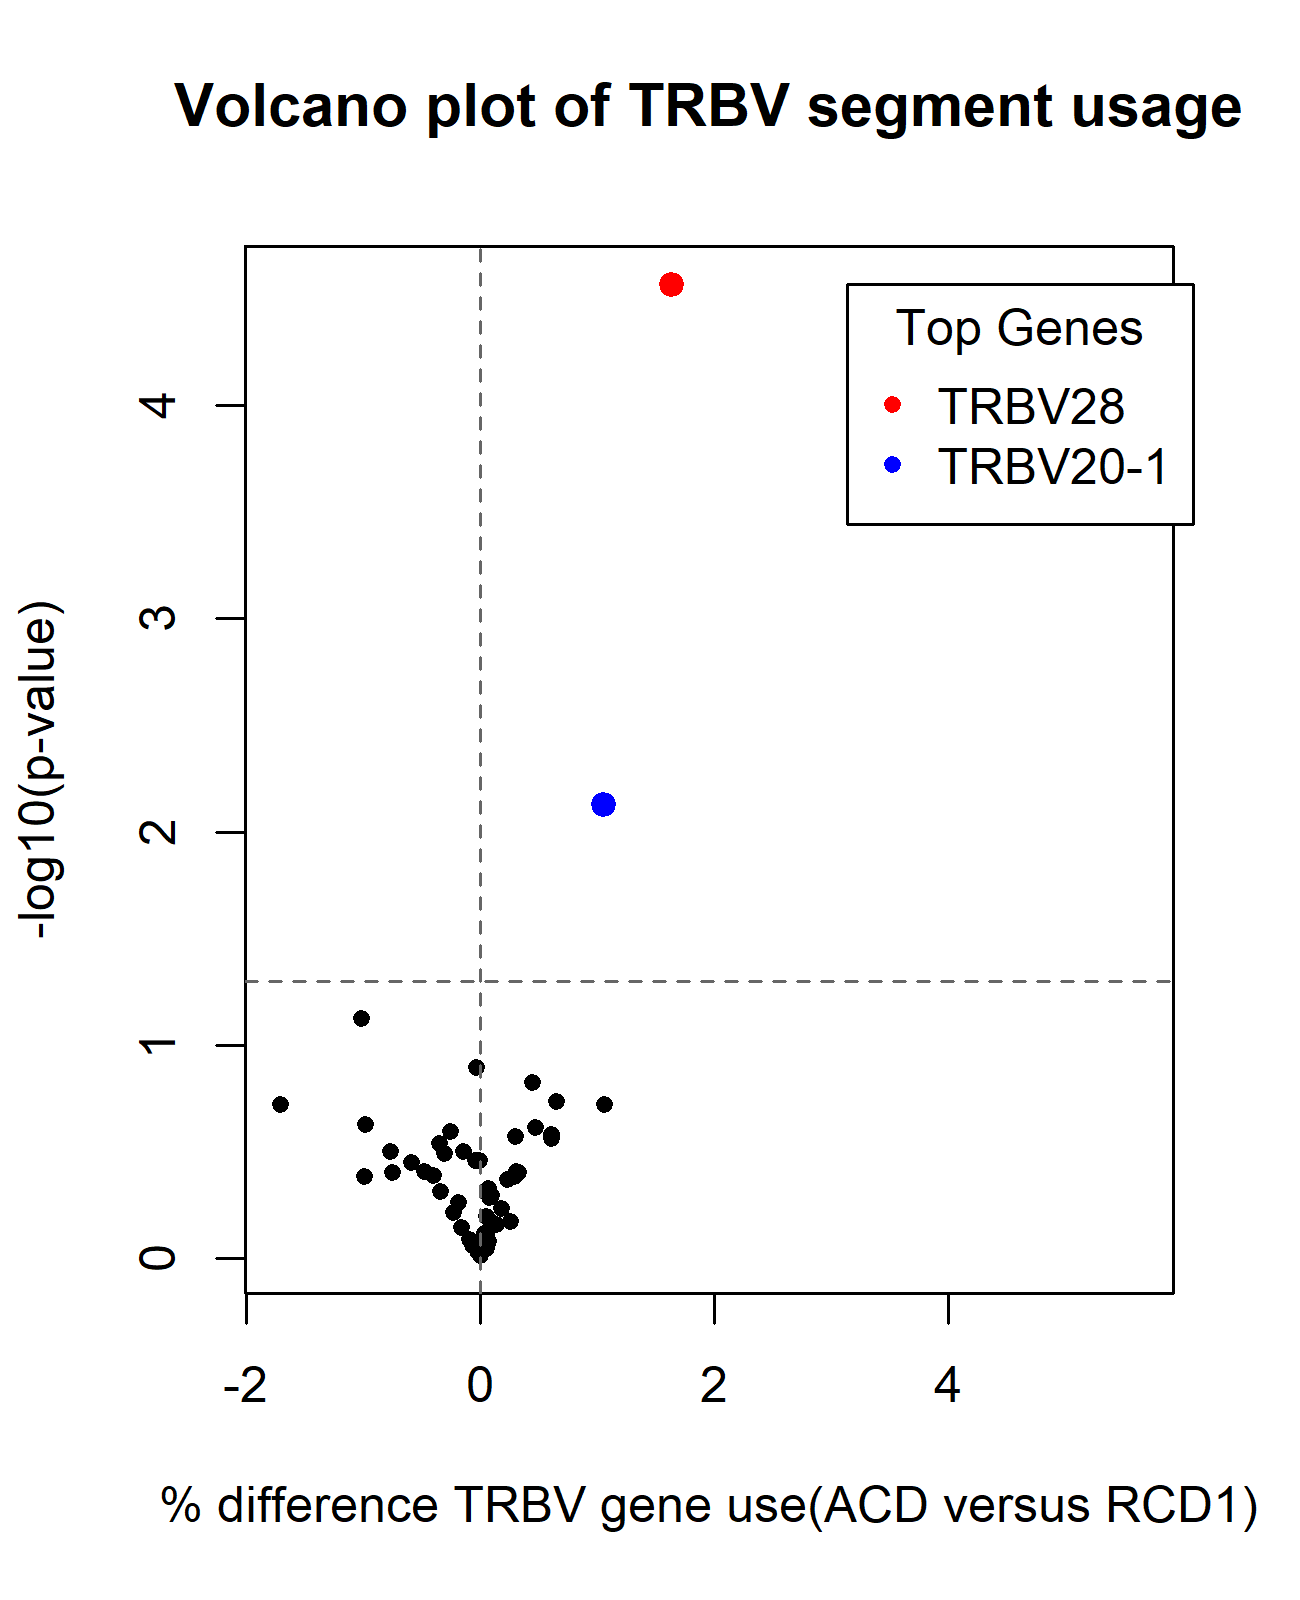 Volcano plot of TRBV segment usage
Top Genes
TRBV28
TRBV20-1
-log10(p-value)
4
3
2
1
0
-2 0 2 4
% difference TRBV gene use(ACD versus RCD1)